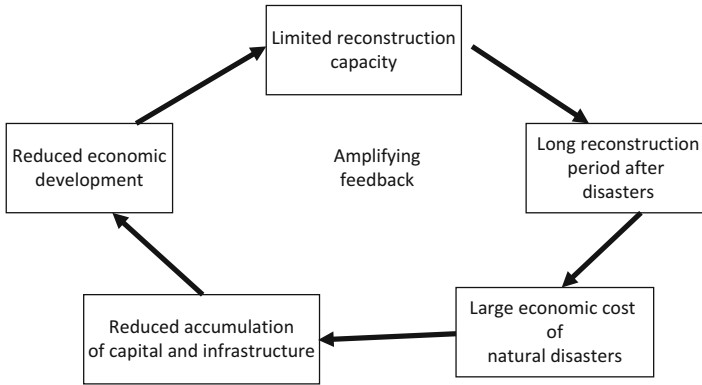 Limited reconstruction
capacity
Long reconstruction
period after
disasters
Large economic cost
of
natural disasters
Reduced accumulation
of capital and infrastructure
Reduced economic
development
Amplifying
feedback